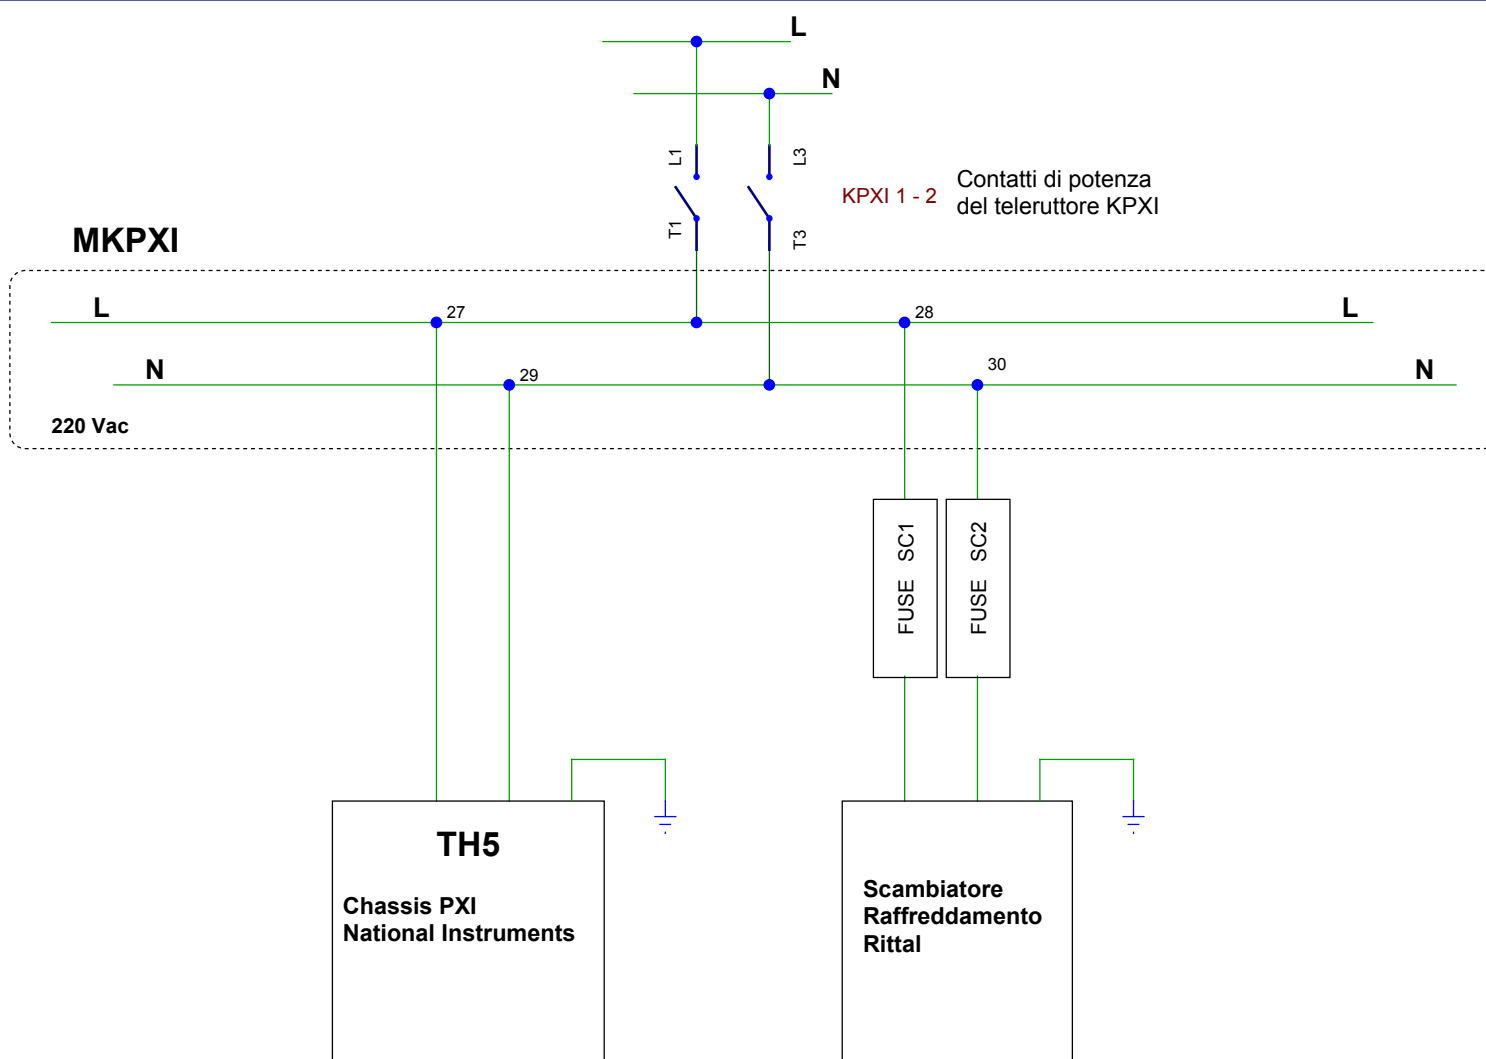 L
N
L1
L3
KPXI 1 - 2
Contatti di potenza
del teleruttore KPXI
T1
T3
MKPXI
L
27
28
L
N
29
30
N
220 Vac
FUSE SC1
FUSE SC2
TH5
Chassis PXI
National Instruments
Scambiatore
Raffreddamento
Rittal